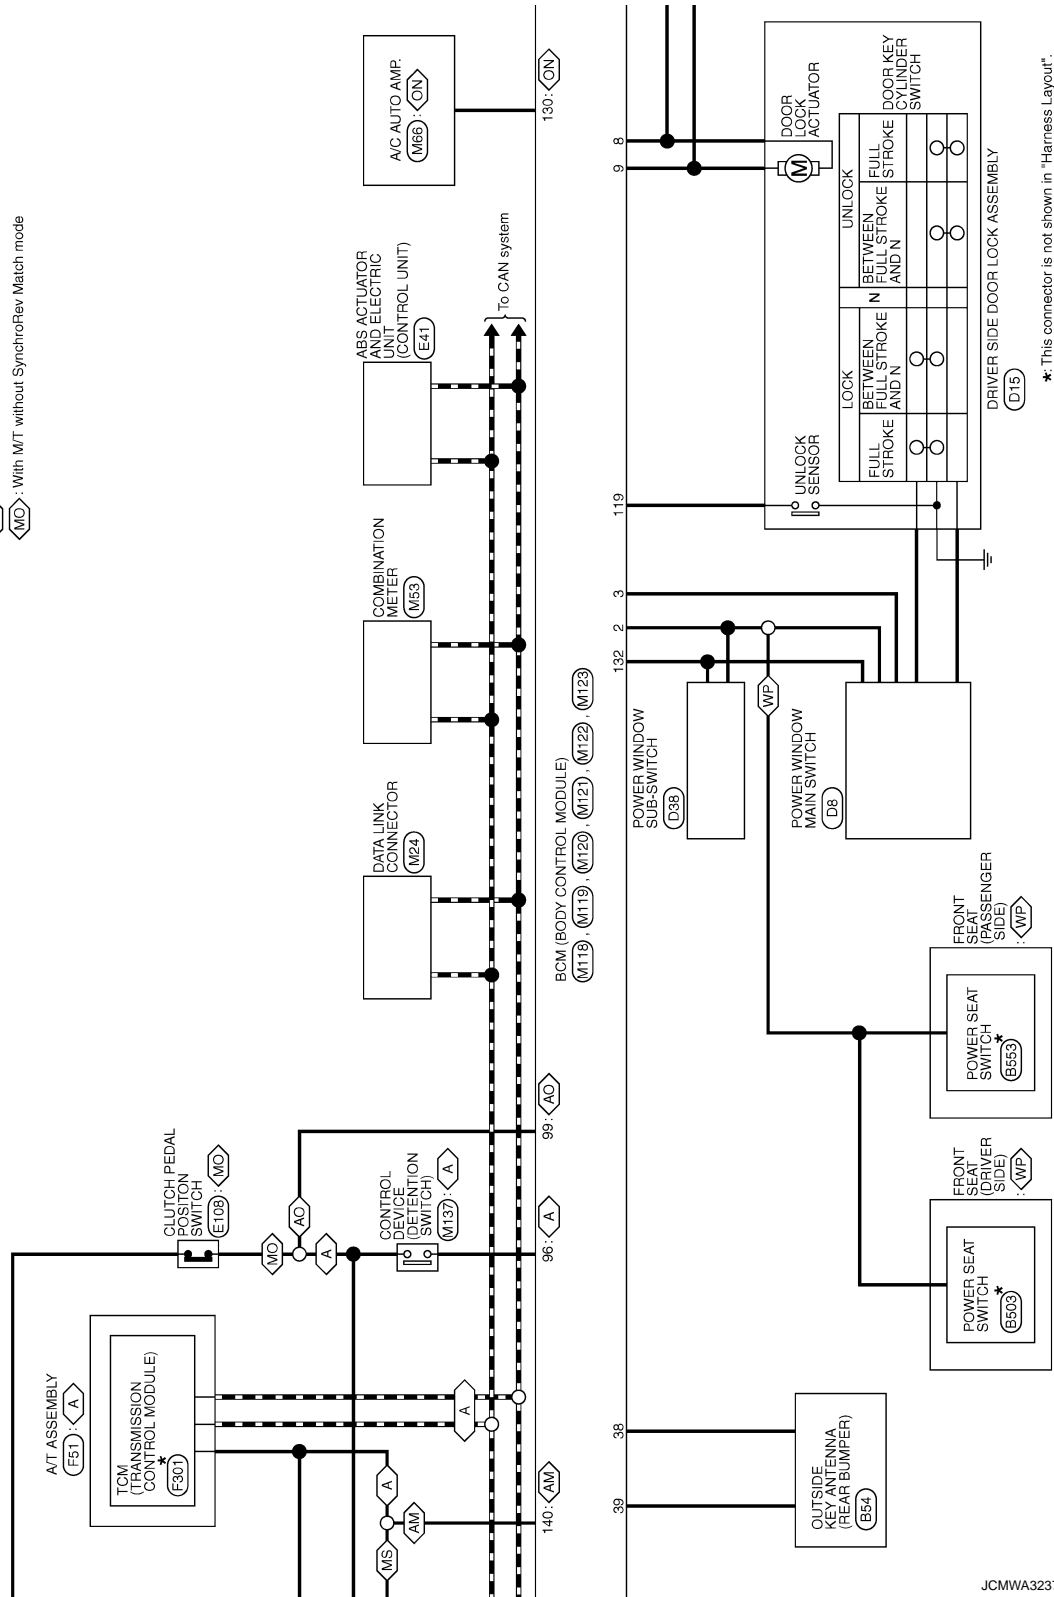 MO : With M/T without SynchroRev Match mode
A/T ASSEMBLY
F51 : A
TCM
(TRANSMISSION
CONTROL MODULE)
*
F301
CLUTCH PEDAL
POSITON
SWITCH
E108 : MO
MO
AO
A
CONTROL
DEVICE
(DETENTION
SWITCH)
M137 : A
A
A
AM
MS
DATA LINK
CONNECTOR
M24
COMBINATION
METER
M53
ABS ACTUATOR
AND ELECTRIC
UNIT
(CONTROL UNIT)
E41
To CAN system
A/C AUTO AMP.
M66 : ON
140: AM
96: A
99: AO
130: ON
BCM (BODY CONTROL MODULE)
M118 , M119 , M120 , M121 , M122 , M123
39
38
132
2
3
119
9
8
OUTSIDE
KEY ANTENNA
(REAR BUMPER)
B54
FRONT
SEAT
(DRIVER
SIDE)
: WP
POWER SEAT
SWITCH
*
B503
FRONT
SEAT
(PASSENGER
SIDE)
: WP
POWER SEAT
SWITCH
*
B553
POWER WINDOW
SUB-SWITCH
D38
WP
POWER WINDOW
MAIN SWITCH
D8
UNLOCK
SENSOR
DOOR
LOCK
ACTUATOR
M
LOCK
N
UNLOCK
FULL
STROKE
BETWEEN
FULL STROKE
AND N
BETWEEN
FULL STROKE
AND N
FULL
STROKE
DOOR KEY
CYLINDER
SWITCH
DRIVER SIDE DOOR LOCK ASSEMBLY
D15
*: This connector is not shown in "Harness Layout".